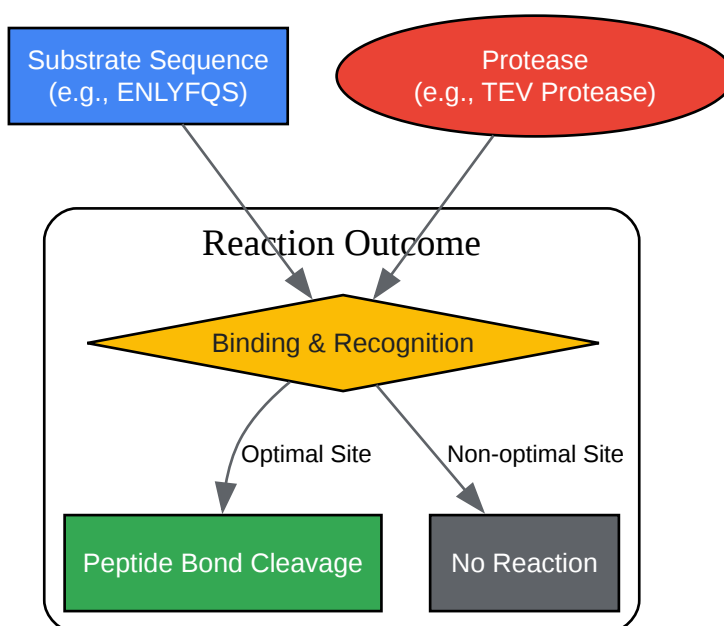 Substrate Sequence
(e.g., ENLYFQS)
Protease
(e.g., TEV Protease)
Reaction Outcome
Binding & Recognition
Optimal Site
Non-optimal Site
Peptide Bond Cleavage
No Reaction